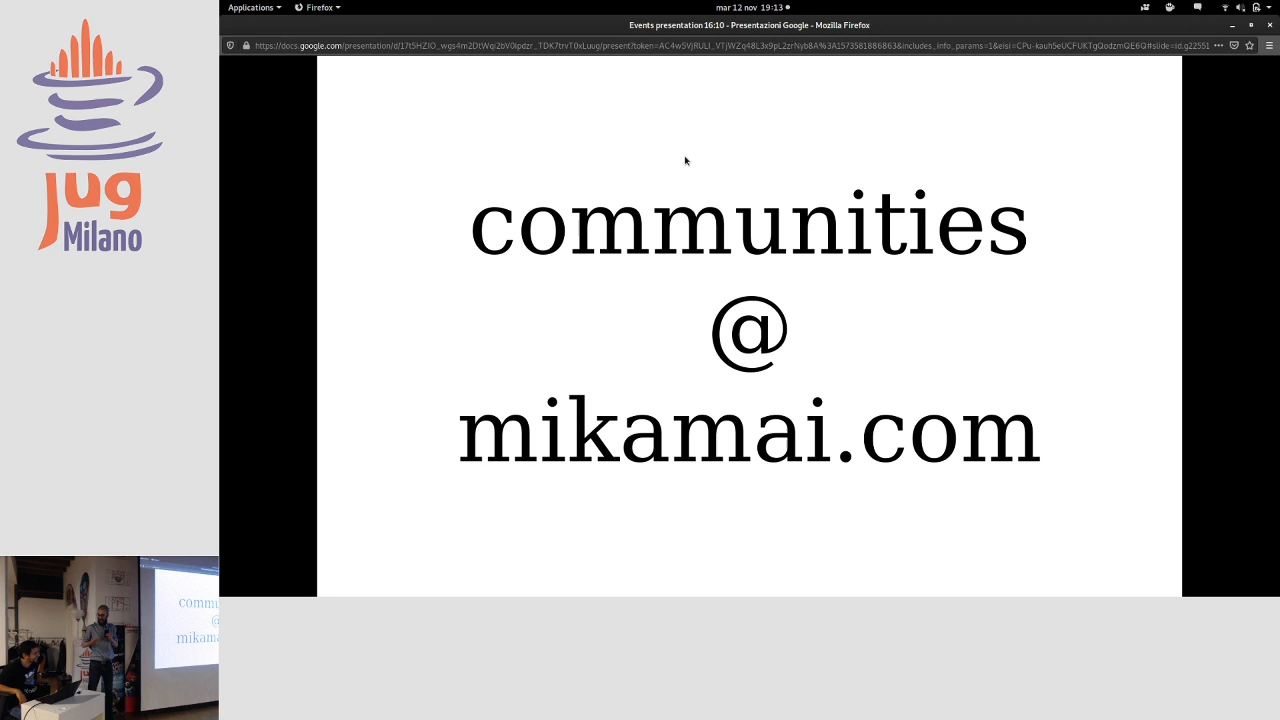 Applications
Firefox
mar 12 nov 19:13
Events presentation 16:10 - Presentazioni Google - Mozilla Firefox
communities
@
mikamai.com
Jug
Milano
commu
@
mikama